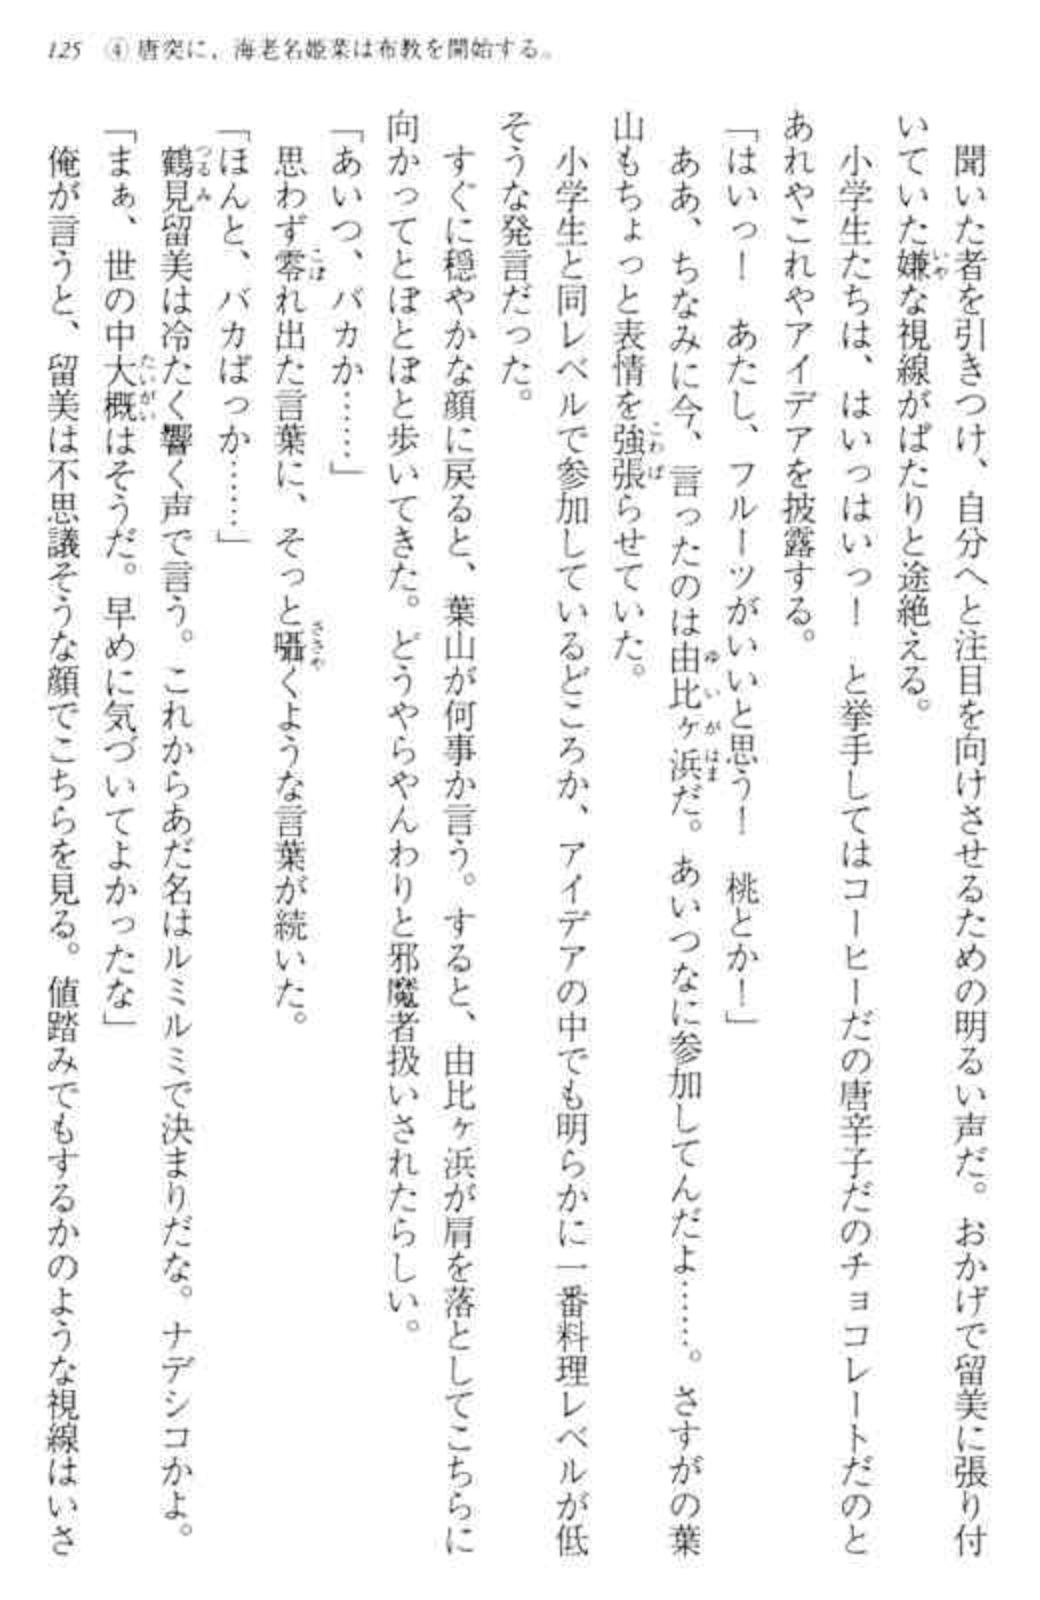 125　④唐突に、海老名姫菜は布教を開始する。
　聞いた者を引きつけ、自分へと注目を向けさせるための明るい声だ。おかげで留美に張り付
いていた嫌な視線がぱたりと途絶える。
　小学生たちは、はいっはいっ！　と挙手してはコーヒーだの唐辛子だのチョコレートだのと
あれやこれやアイデアを披露する。
「はいっ！　あたし、フルーツがいいと思う！　桃とか！」
　ああ、ちなみに今、言ったのは由比ヶ浜だ。あいつなに参加してんだよ……。さすがの葉
山もちょっと表情を強張らせていた。
　小学生と同レベルで参加しているどころか、アイデアの中でも明らかに一番料理レベルが低
そうな発言だった。
　すぐに穏やかな顔に戻ると、葉山が何事か言う。すると、由比ヶ浜が肩を落としてこちらに
向かってとぼとぼと歩いてきた。どうやらやんわりと邪魔者扱いされたらしい。
「あいつ、バカか……」
　思わず零れ出た言葉に、そっと囁くような言葉が続いた。
「ほんと、バカばっか……」
　鶴見留美は冷たく響く声で言う。これからあだ名はルミルミで決まりだな。ナデシコかよ。
「まぁ、世の中大概はそうだ。早めに気づいてよかったな」
　俺が言うと、留美は不思議そうな顔でこちらを見る。値踏みでもするかのような視線はいさ